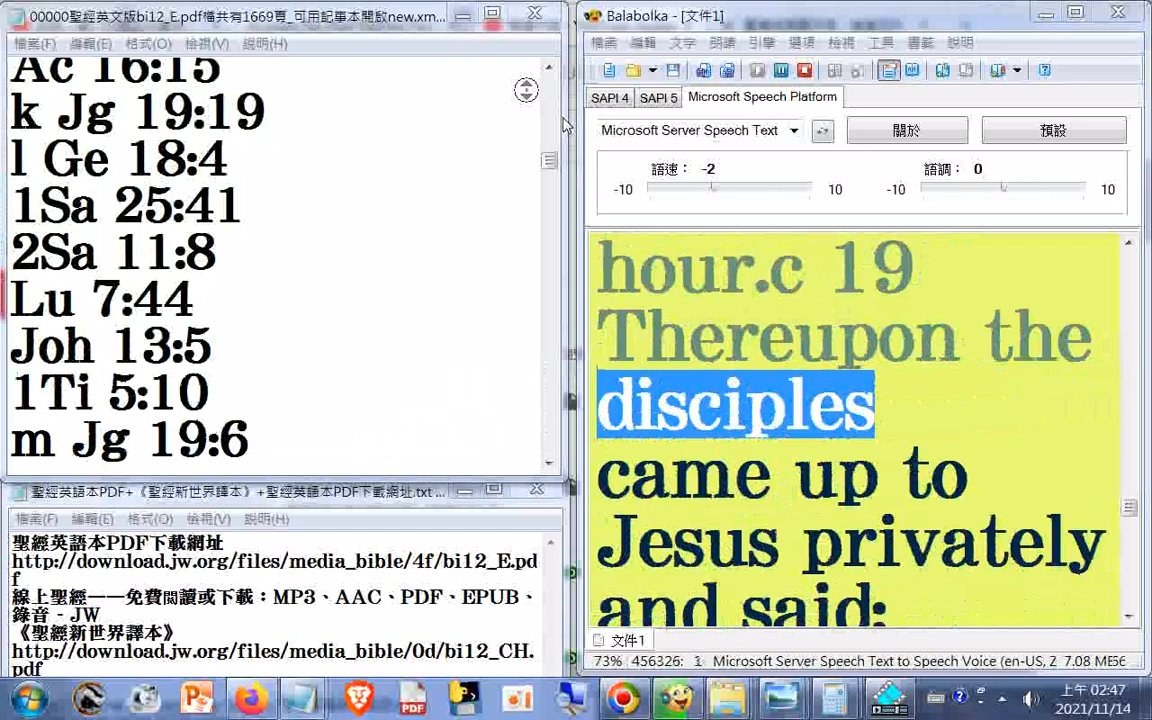 00000聖經英文版bi12_E.pdf檔共有1669頁_可用記事本開啟new.xm...
檔案(F) 編輯(E) 格式(O) 檢視(V) 說明(H)
Ac 16:15
k Jg 19:19
l Ge 18:4
1Sa 25:41
2Sa 11:8
Lu 7:44
Joh 13:5
1Ti 5:10
m Jg 19:6
聖經英語本PDF+《聖經新世界譯本》+聖經英語本PDF下載網址.txt ...
檔案(F) 編輯(E) 格式(O) 檢視(V) 說明(H)
聖經英語本PDF下載網址
http://download.jw.org/files/media_bible/4f/bi12_E.pd
f
線上聖經——免費閱讀或下載：MP3、AAC、PDF、EPUB、
錄音 - JW
《聖經新世界譯本》
http://download.jw.org/files/media_bible/0d/bi12_CH.
pdf
Balabolka - [文件1]
檔案 編輯 文字 朗讀 引擎 選項 檢視 工具 書籤 說明
SAPI 4 SAPI 5 Microsoft Speech Platform
Microsoft Server Speech Text 關於 預設
語速： -2 語調： 0
-10 10 -10 10
hour.c 19
Thereupon the
disciples
came up to
Jesus privately
and said:
文件1
73% 456326: 1 Microsoft Server Speech Text to Speech Voice (en-US, Z 7.08 ME56
PDF
上午 02:47
2021/11/14